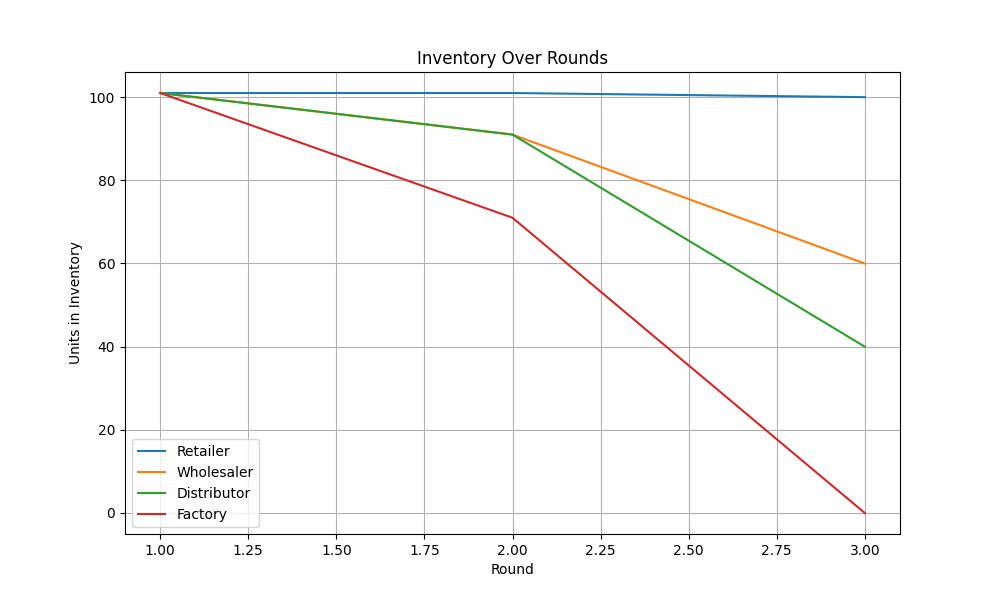 Inventory Over Rounds
Units in Inventory
100
80
60
40
20
0
Retailer
Wholesaler
Distributor
Factory
1.00 1.25 1.50 1.75 2.00 2.25 2.50 2.75 3.00
Round